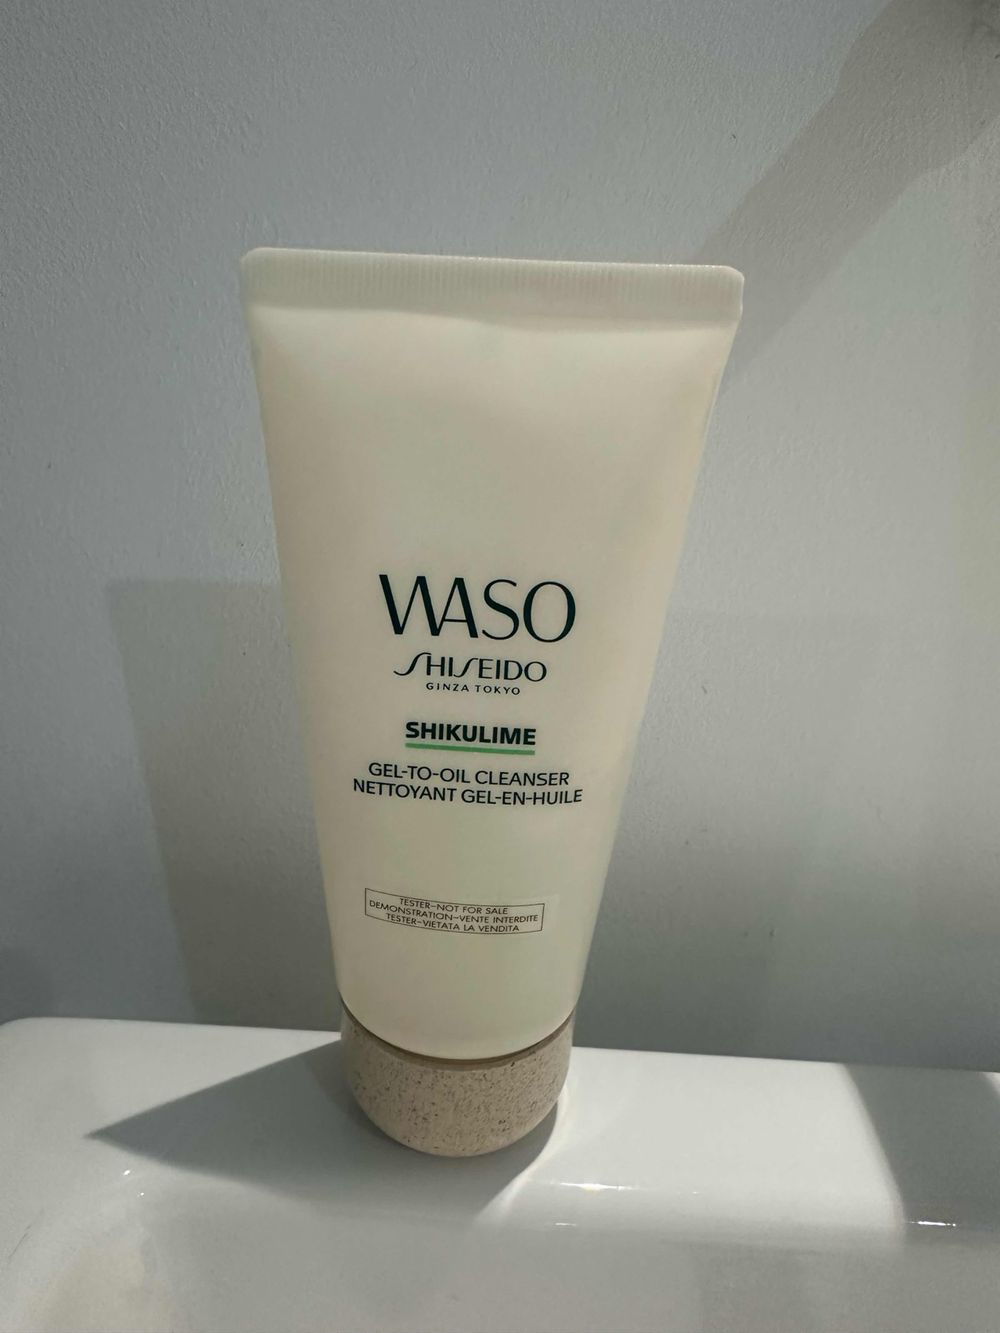 WASO
SHISEIDO
GINZA TOKYO
SHIKULIME
GEL-TO-OIL CLEANSER
NETTOYANT GEL-EN-HUILE
TESTER-NOT FOR SALE
DEMONSTRATION-VENTE INTERDITE
TESTER-VIETATA LA VENDITA